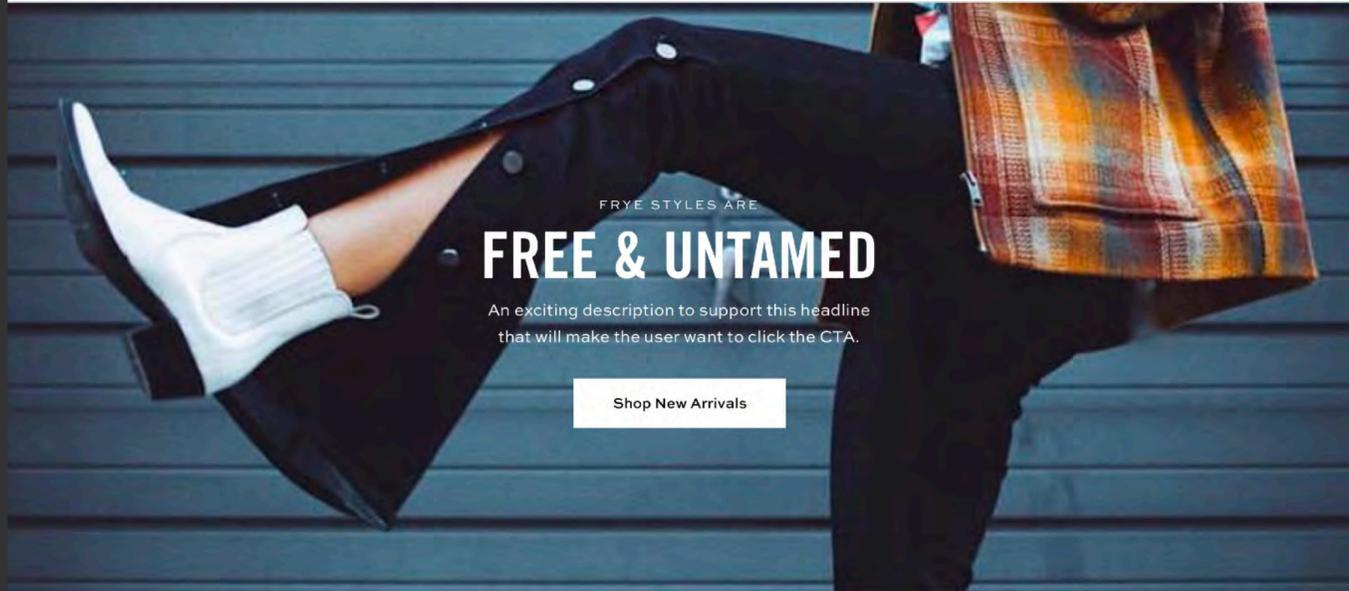 FRYE STYLES ARE
FREE & UNTAMED
An exciting description to support this headline
that will make the user want to click the CTA.
Shop New Arrivals